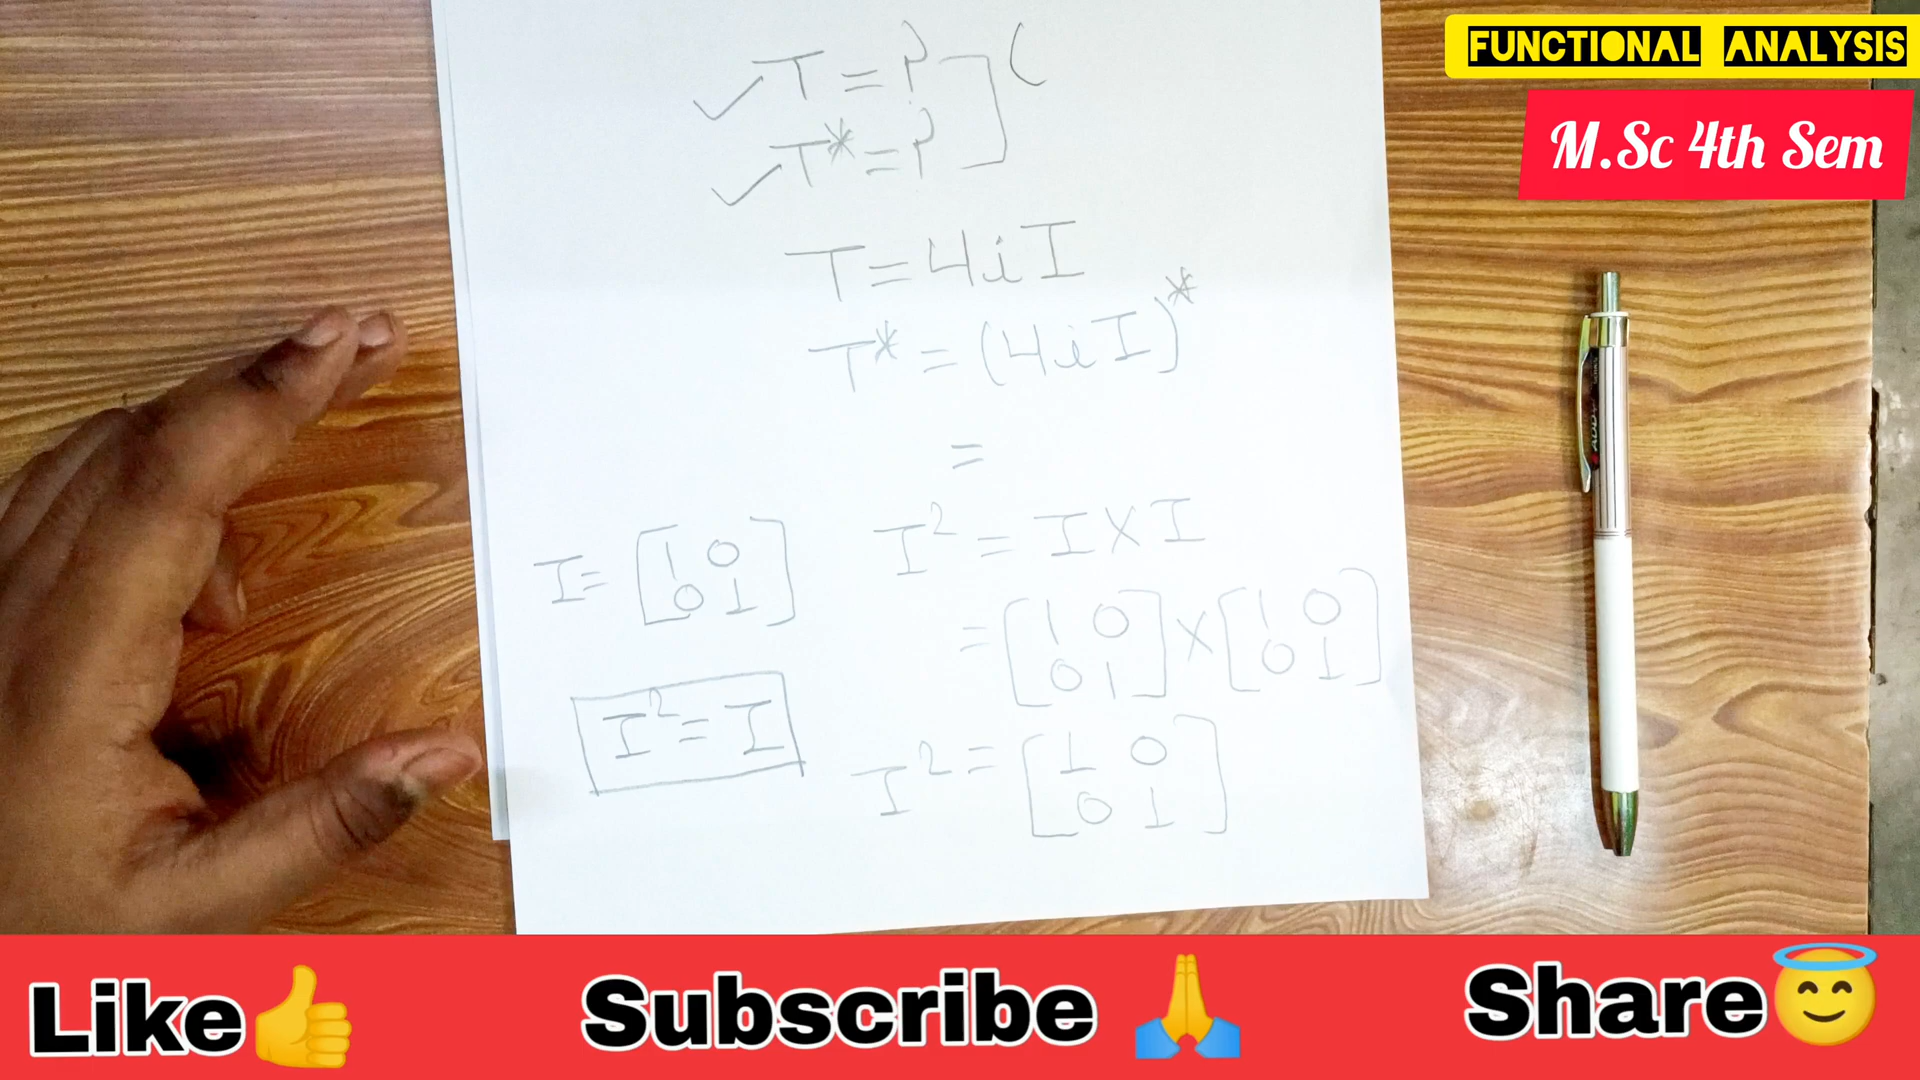 FUNCTIONAL ANALYSIS
M.Sc 4th Sem
T = ? (
T* = ?
T = 4iI
T* = (4iI)*
=
I = [1 0
0 1]
I² = I X I
= [1 0
0 1] X [1 0
0 1]
I² = I
I² = [1 0
0 1]
Like👍
Subscribe 🙏
Share😇